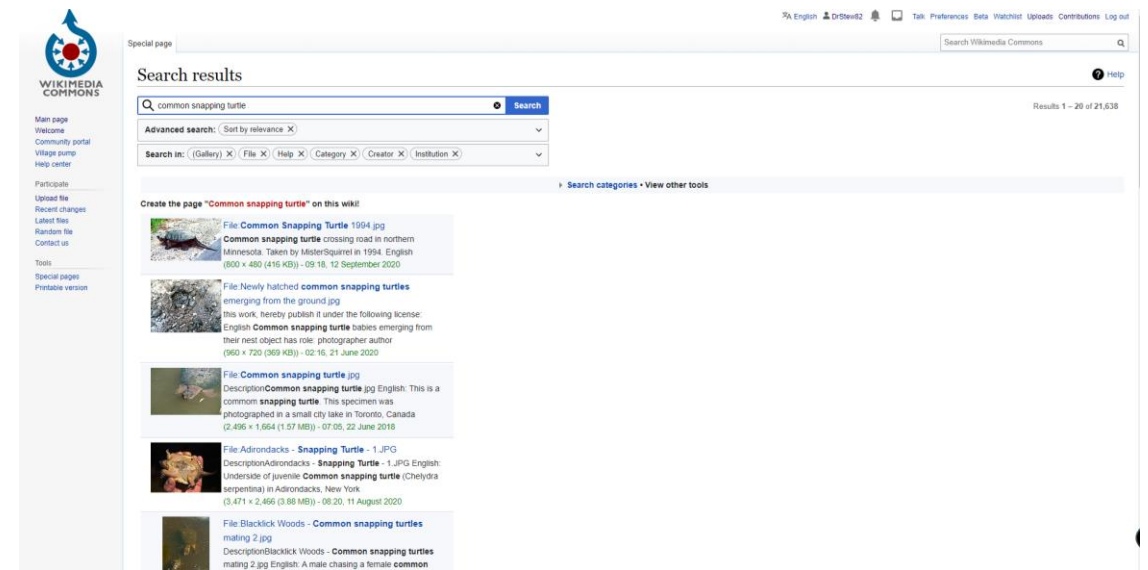 English DrStew82 Talk Preferences Beta Watchlist Uploads Contributions Log out
Special page
Search Wikimedia Commons
WIKIMEDIA
COMMONS
Main page
Welcome
Community portal
Village pump
Help center
Participate
Upload file
Recent changes
Latest files
Random file
Contact us
Tools
Special pages
Printable version
Search results
Help
common snapping turtle
Search
Results 1 – 20 of 21,638
Advanced search: Sort by relevance
Search in: (Gallery) File Help Category Creator Institution
Search categories • View other tools
Create the page "Common snapping turtle" on this wiki!
File:Common Snapping Turtle 1994.jpg
Common snapping turtle crossing road in northern
Minnesota. Taken by MisterSquirrel in 1994. English
(800 × 480 (416 KB)) - 09:18, 12 September 2020
File:Newly hatched common snapping turtles
emerging from the ground.jpg
this work, hereby publish it under the following license:
English Common snapping turtle babies emerging from
their nest object has role: photographer author
(960 × 720 (369 KB)) - 02:16, 21 June 2020
File:Common snapping turtle.jpg
DescriptionCommon snapping turtle.jpg English: This is a
commom snapping turtle. This specimen was
photographed in a small city lake in Toronto, Canada
(2,496 × 1,664 (1.57 MB)) - 07:05, 22 June 2018
File:Adirondacks - Snapping Turtle - 1.JPG
DescriptionAdirondacks - Snapping Turtle - 1.JPG English:
Underside of juvenile Common snapping turtle (Chelydra
serpentina) in Adirondacks, New York
(3,471 × 2,466 (3.88 MB)) - 08:20, 11 August 2020
File:Blacklick Woods - Common snapping turtles
mating 2.jpg
DescriptionBlacklick Woods - Common snapping turtles
mating 2.jpg English: A male chasing a female common